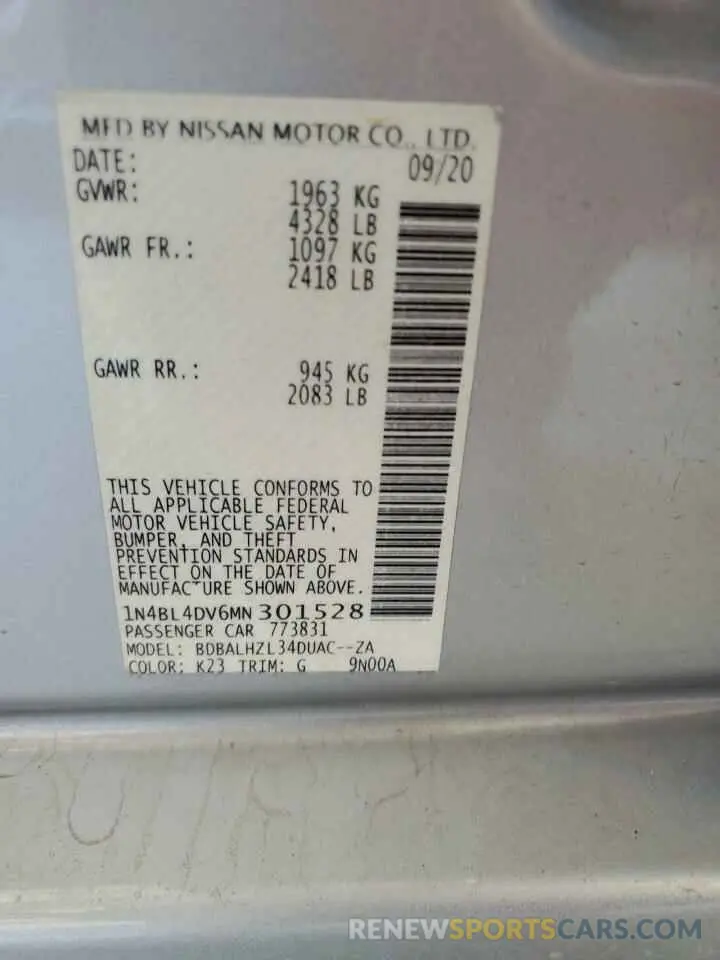 MFD BY NISSAN MOTOR CO., LTD.
DATE: 09/20
GVWR: 1963 KG
4328 LB
GAWR FR.: 1097 KG
2418 LB
GAWR RR.: 945 KG
2083 LB
THIS VEHICLE CONFORMS TO
ALL APPLICABLE FEDERAL
MOTOR VEHICLE SAFETY,
BUMPER, AND THEFT
PREVENTION STANDARDS IN
EFFECT ON THE DATE OF
MANUFACTURE SHOWN ABOVE.
1N4BL4DV6MN301528
PASSENGER CAR 773831
MODEL: BDBALHZL34DUAC--ZA
COLOR: K23 TRIM: G 9N00A
RENEWSPORTSCARS.COM